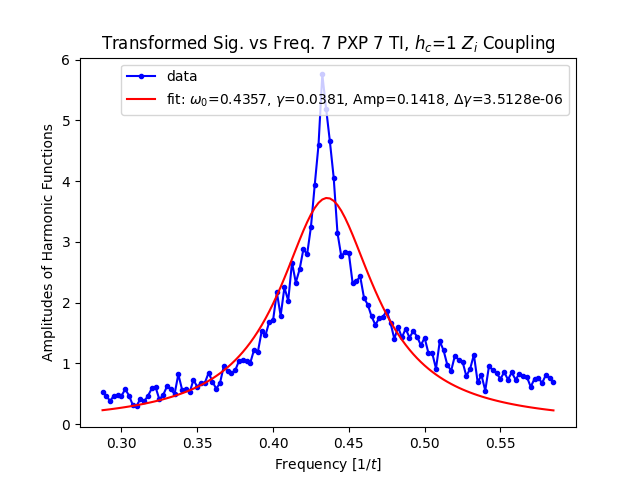 Transformed Sig. vs Freq. 7 PXP 7 TI, $h_c$=1 $Z_i$ Coupling
data
fit: $\omega_0$=0.4357, $\gamma$=0.0381, Amp=0.1418, $\Delta\gamma$=3.5128e-06
Amplitudes of Harmonic Functions
6
5
4
3
2
1
0
0.30 0.35 0.40 0.45 0.50 0.55
Frequency [1/$t$]